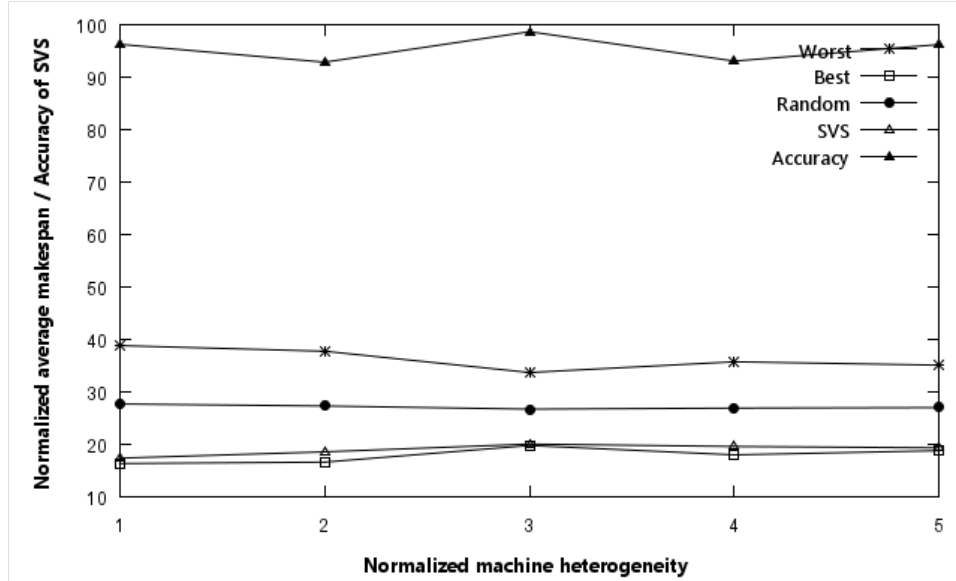 Normalized average makespan / Accuracy of SVS
100
90
80
70
60
50
40
30
20
10
Worst
Best
Random
SVS
Accuracy
1 2 3 4 5
Normalized machine heterogeneity